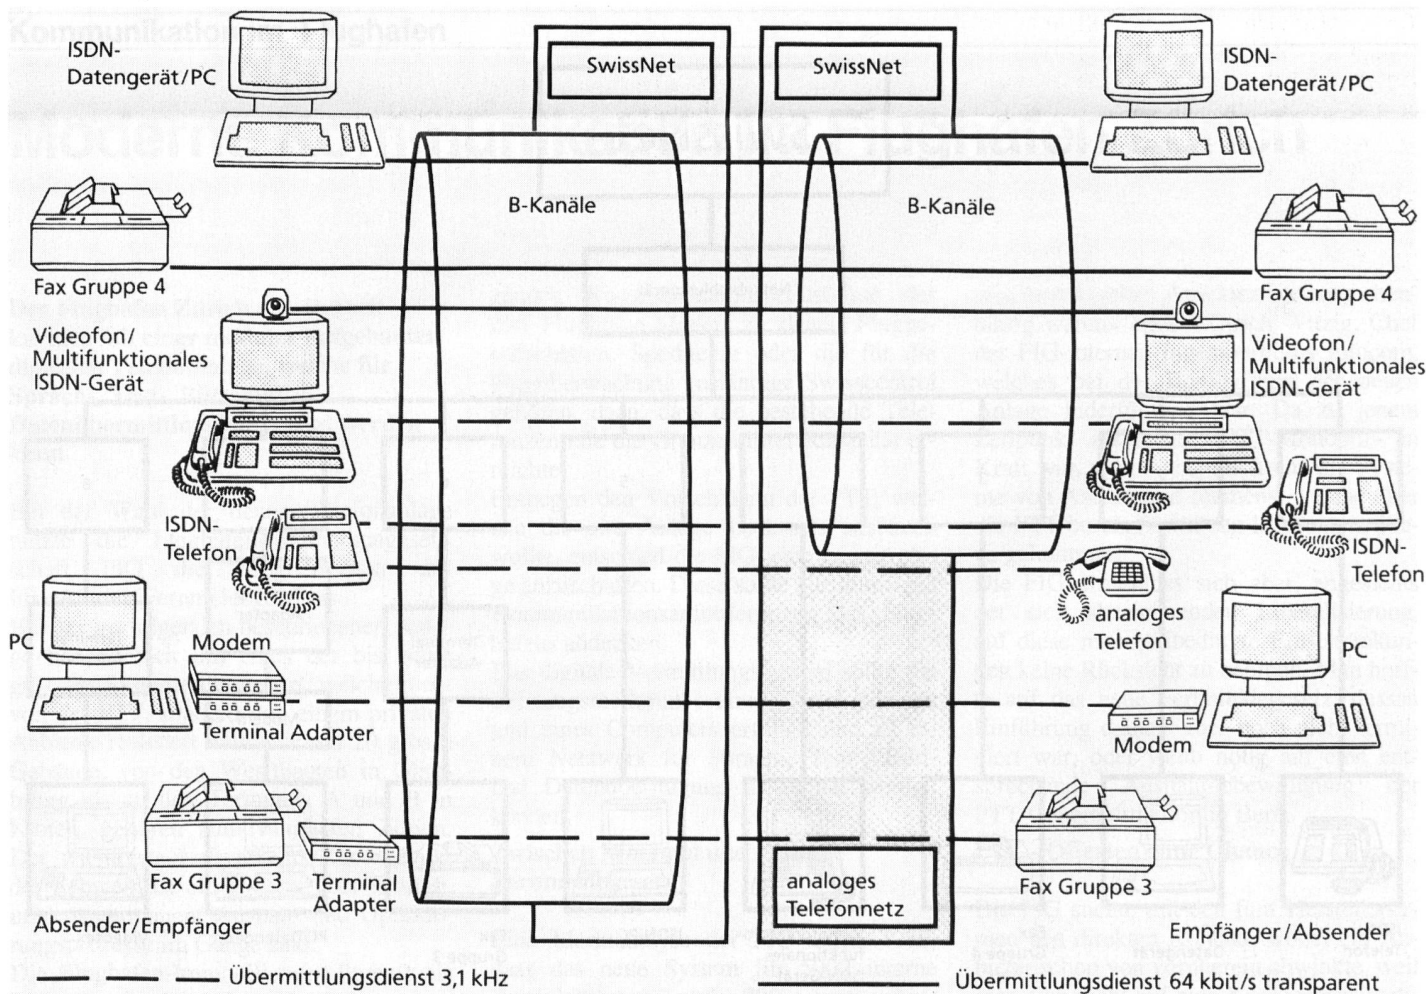 Kommunikation im Flughafen
ISDN-
Datengerät/PC
SwissNet
SwissNet
ISDN-
Datengerät/PC
B-Kanäle
B-Kanäle
Fax Gruppe 4
Fax Gruppe 4
Videofon/
Multifunktionales
ISDN-Gerät
Videofon/
Multifunktionales
ISDN-Gerät
ISDN-
Telefon
ISDN-
Telefon
analoges
Telefon
PC
Modem
Terminal Adapter
PC
Modem
Fax Gruppe 3
Terminal
Adapter
analoges
Telefonnetz
Fax Gruppe 3
Absender/Empfänger
Empfänger/Absender
Übermittlungsdienst 3,1 kHz
Übermittlungsdienst 64 kbit/s transparent